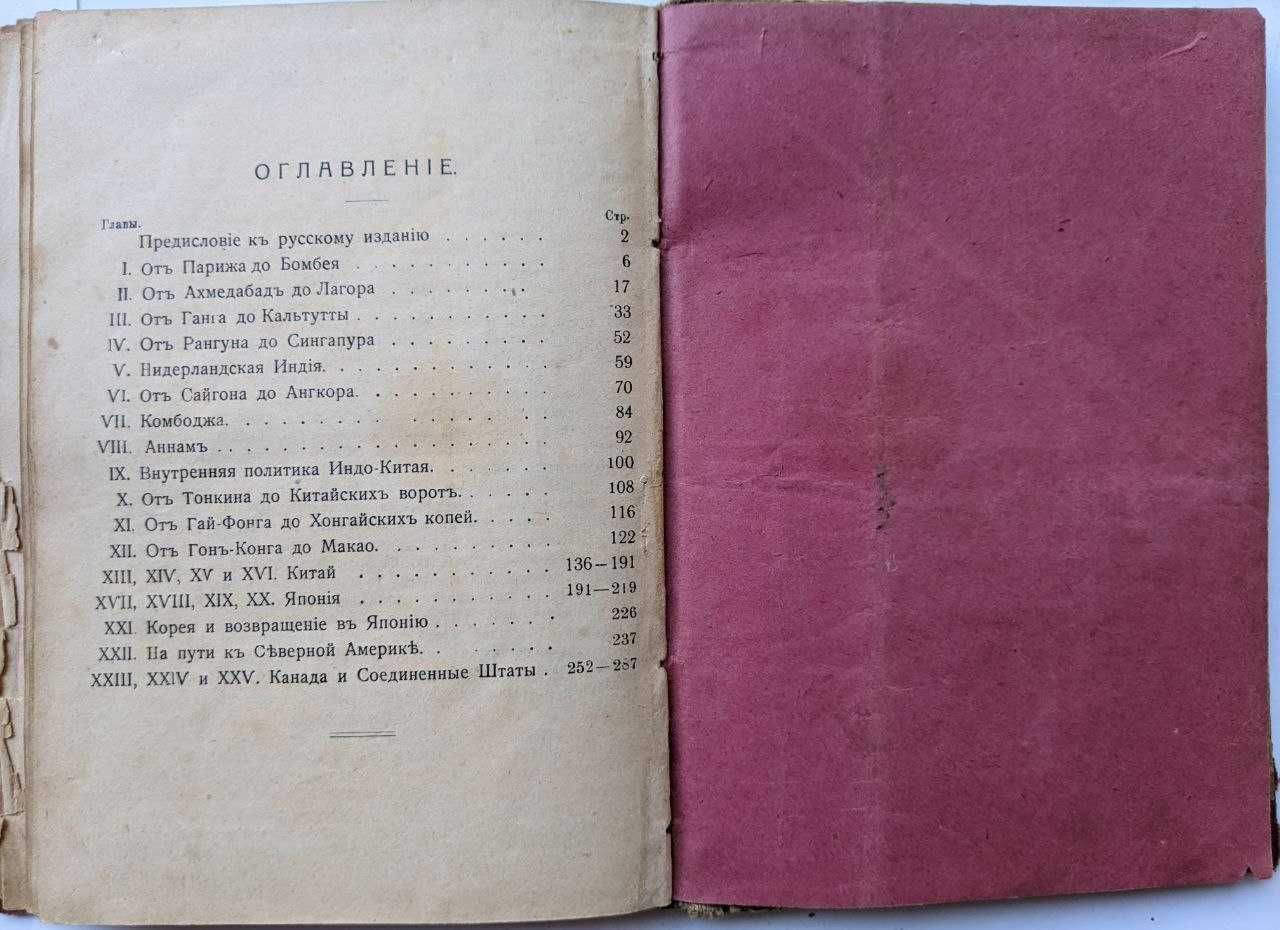 ОГЛАВЛЕНІЕ.
Главы. Стр.
Предисловіе къ русскому изданію . . . . . . 2
I. Отъ Парижа до Бомбея . . . . . . . . . . . 6
II. Отъ Ахмедабадъ до Лагора . . . . . . . . 17
III. Отъ Ганга до Кальтутты . . . . . . . . . . . 33
IV. Отъ Рангуна до Сингапура . . . . . . . . . 52
V. Нидерландская Индія. . . . . . . . . . . . 59
VI. Отъ Сайгона до Ангкора. . . . . . . . . . 70
VII. Комбоджа. . . . . . . . . . . . . . . . 84
VIII. Аннамъ . . . . . . . . . . . . . . . . . 92
IX. Внутренняя политика Индо-Китая. . . . . . . 100
X. Отъ Тонкина до Китайскихъ воротъ. . . . . . 108
XI. Отъ Гай-Фонга до Хонгайскихъ копей. . . . . 116
XII. Отъ Гонъ-Конга до Макао. . . . . . . . . . 122
XIII, XIV, XV и XVI. Китай . . . . . . . . . . . 136—191
XVII, XVIII, XIX, XX. Японія . . . . . . . . . . . 191—219
XXI. Корея и возвращеніе въ Японію . . . . . . . 226
XXII. На пути къ Сѣверной Америкѣ. . . . . . . 237
XXIII, XXIV и XXV. Канада и Соединенные Штаты . 252—287